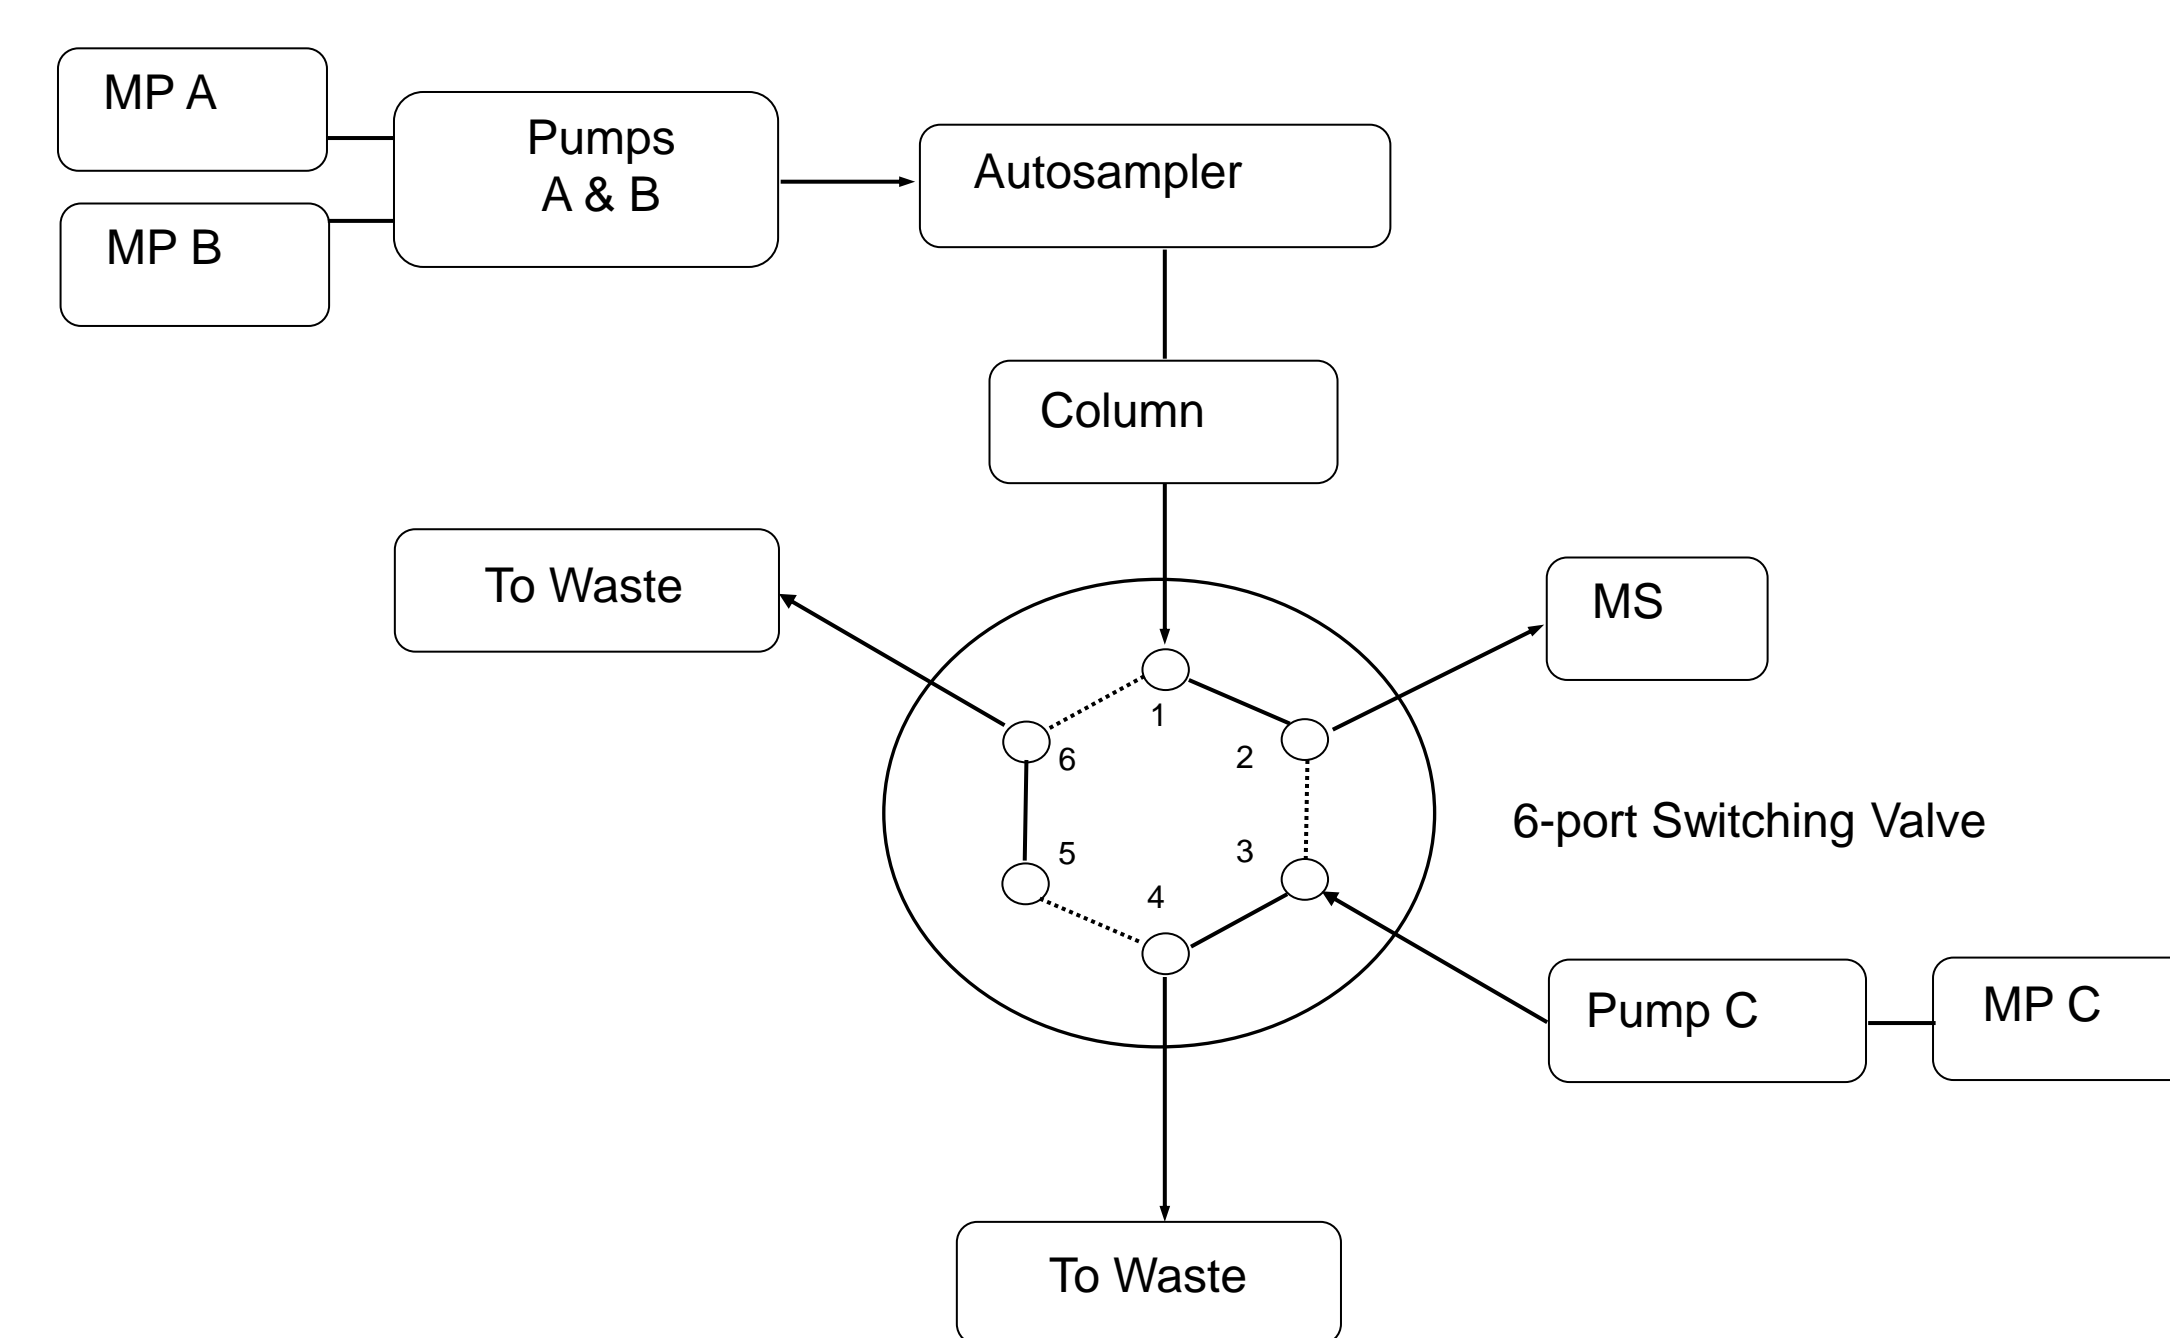 MP A
Pumps
A & B
Autosampler
MP B
Column
To Waste
MS
1
6
2
6-port Switching Valve
5
3
4
Pump C
MP C
To Waste